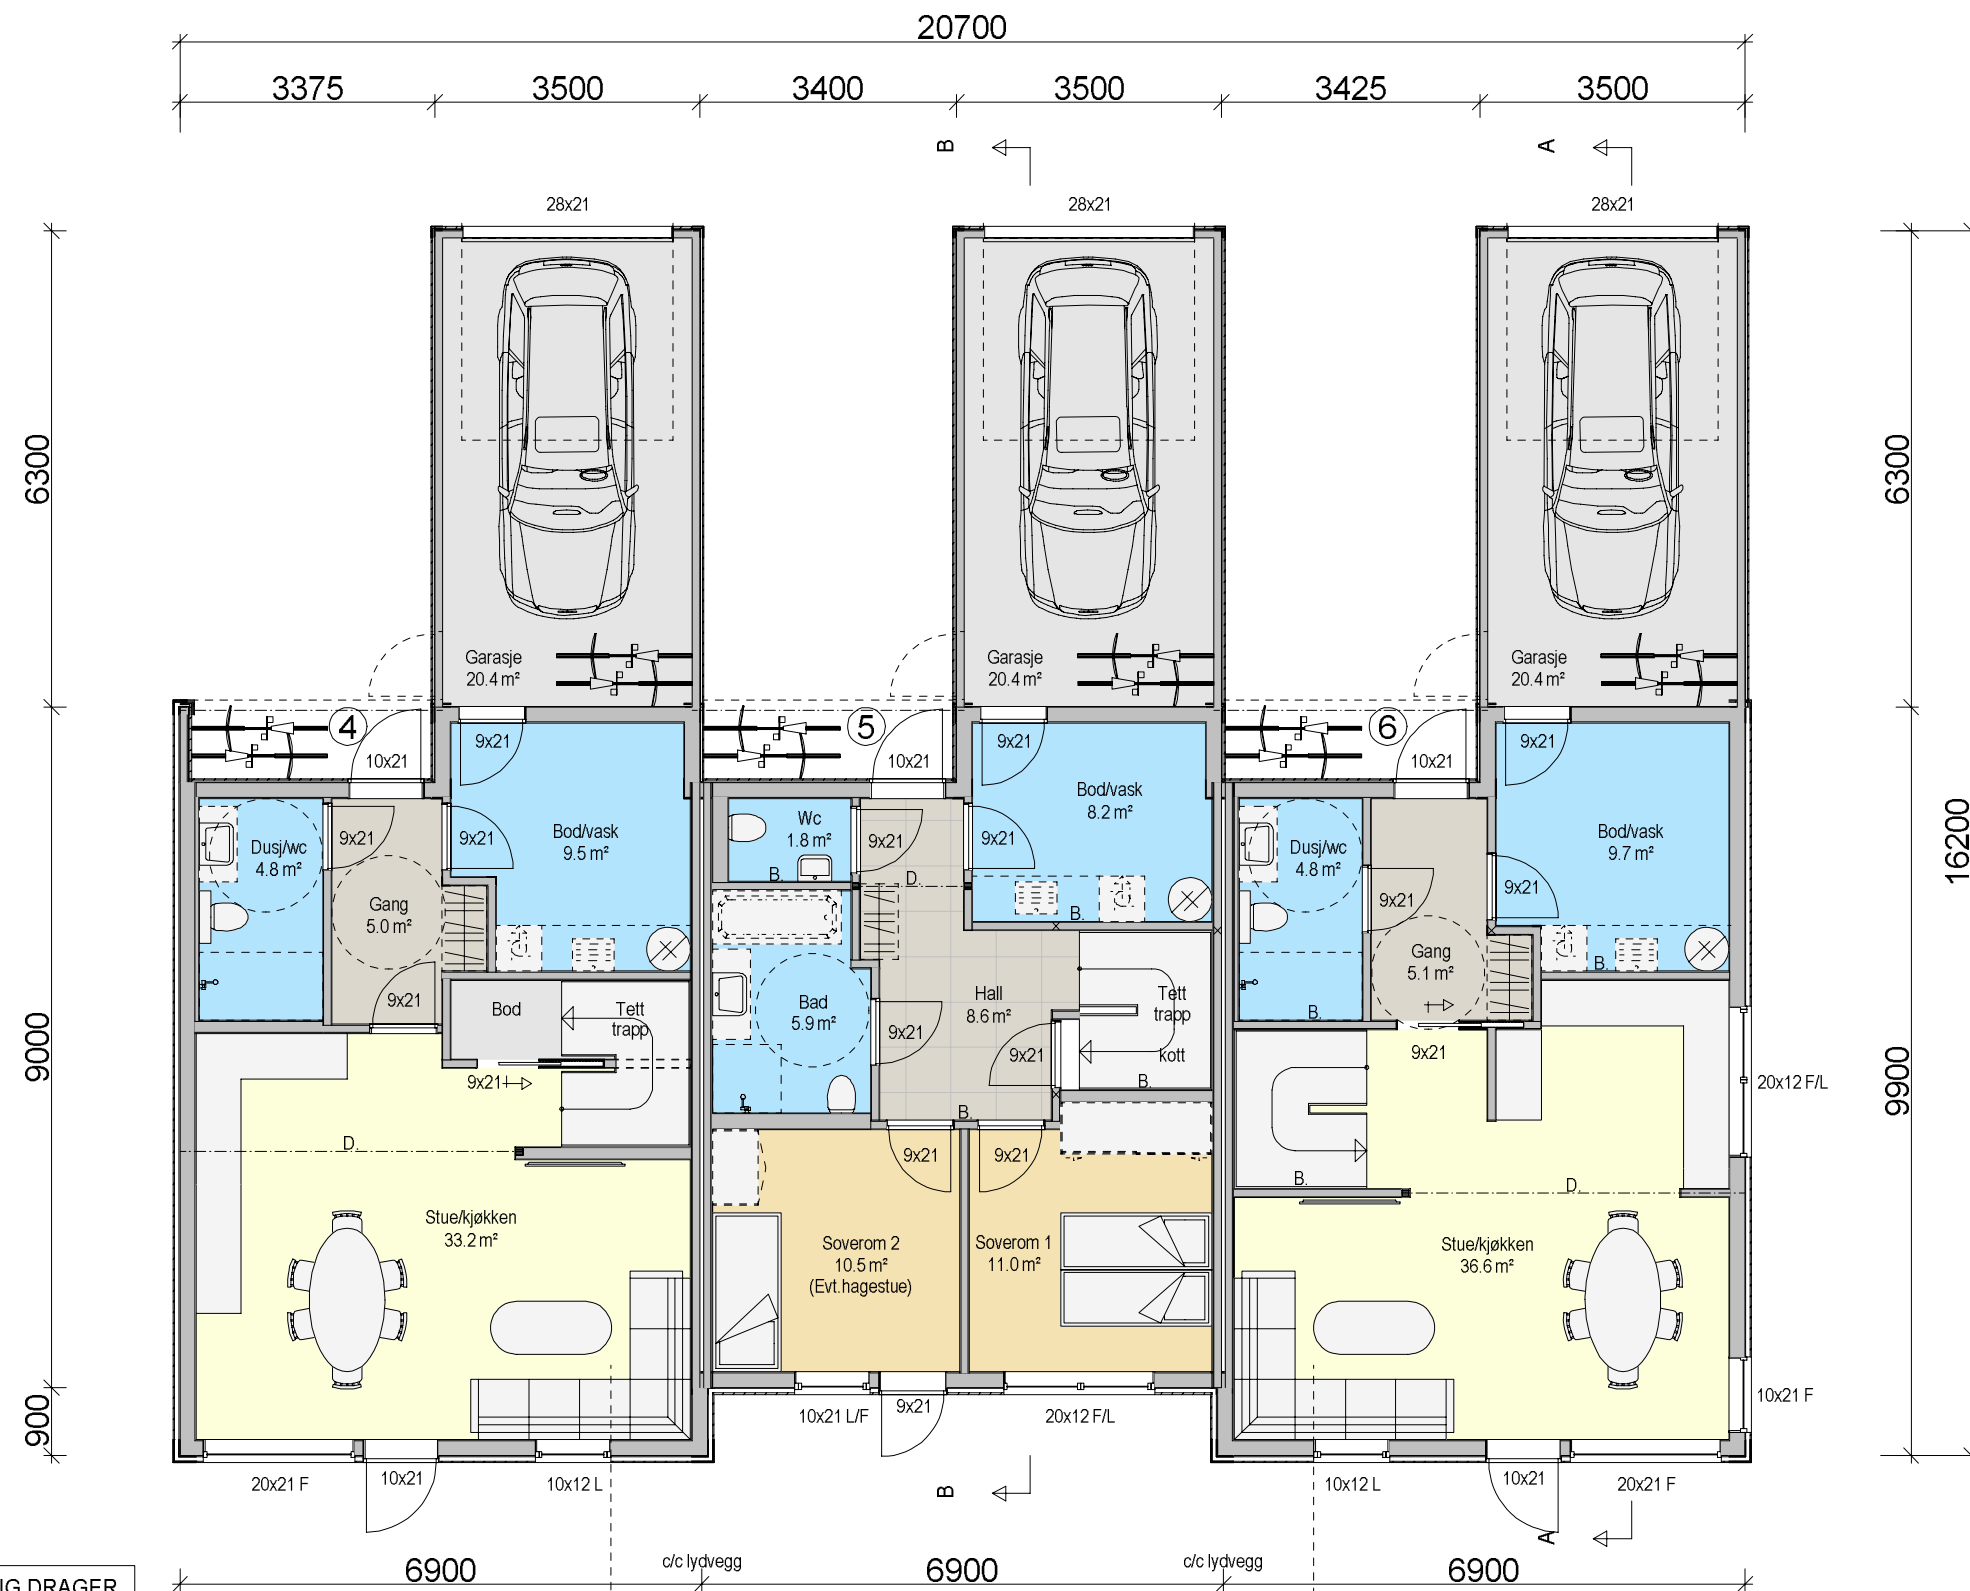 20700
3375 3500 3400 3500 3425 3500
B A
28x21 28x21 28x21
6300 6300
Garasje
20.4 m²
Garasje
20.4 m²
Garasje
20.4 m²
4 5 6
10x21 9x21 10x21 9x21 10x21 9x21
16200
Dusj/wc
4.8 m²
9x21
9x21
Bod/vask
9.5 m²
Gang
5.0 m²
9x21
Bod
Tett
trapp
9x21
Wc
1.8 m²
B.
9x21
D.
9x21
Bod/vask
8.2 m²
B.
Bad
5.9 m²
9x21
Hall
8.6 m²
9x21
Tett
trapp
kott
B.
B.
Dusj/wc
4.8 m²
B.
9x21
9x21
Bod/vask
9.7 m²
B.
Gang
5.1 m²
9x21
9000 9900
20x12 F/L
D.
Stue/kjøkken
33.2 m²
9x21 9x21
Soverom 2
10.5 m²
(Evt.hagestue)
Soverom 1
11.0 m²
B.
D.
Stue/kjøkken
36.6 m²
900
10x21 F
10x21 L/F 9x21 20x12 F/L
20x21 F 10x21 10x12 L
10x12 L 10x21 20x21 F
B
A
6900 c/c lydvegg 6900 c/c lydvegg 6900
IG DRAGER